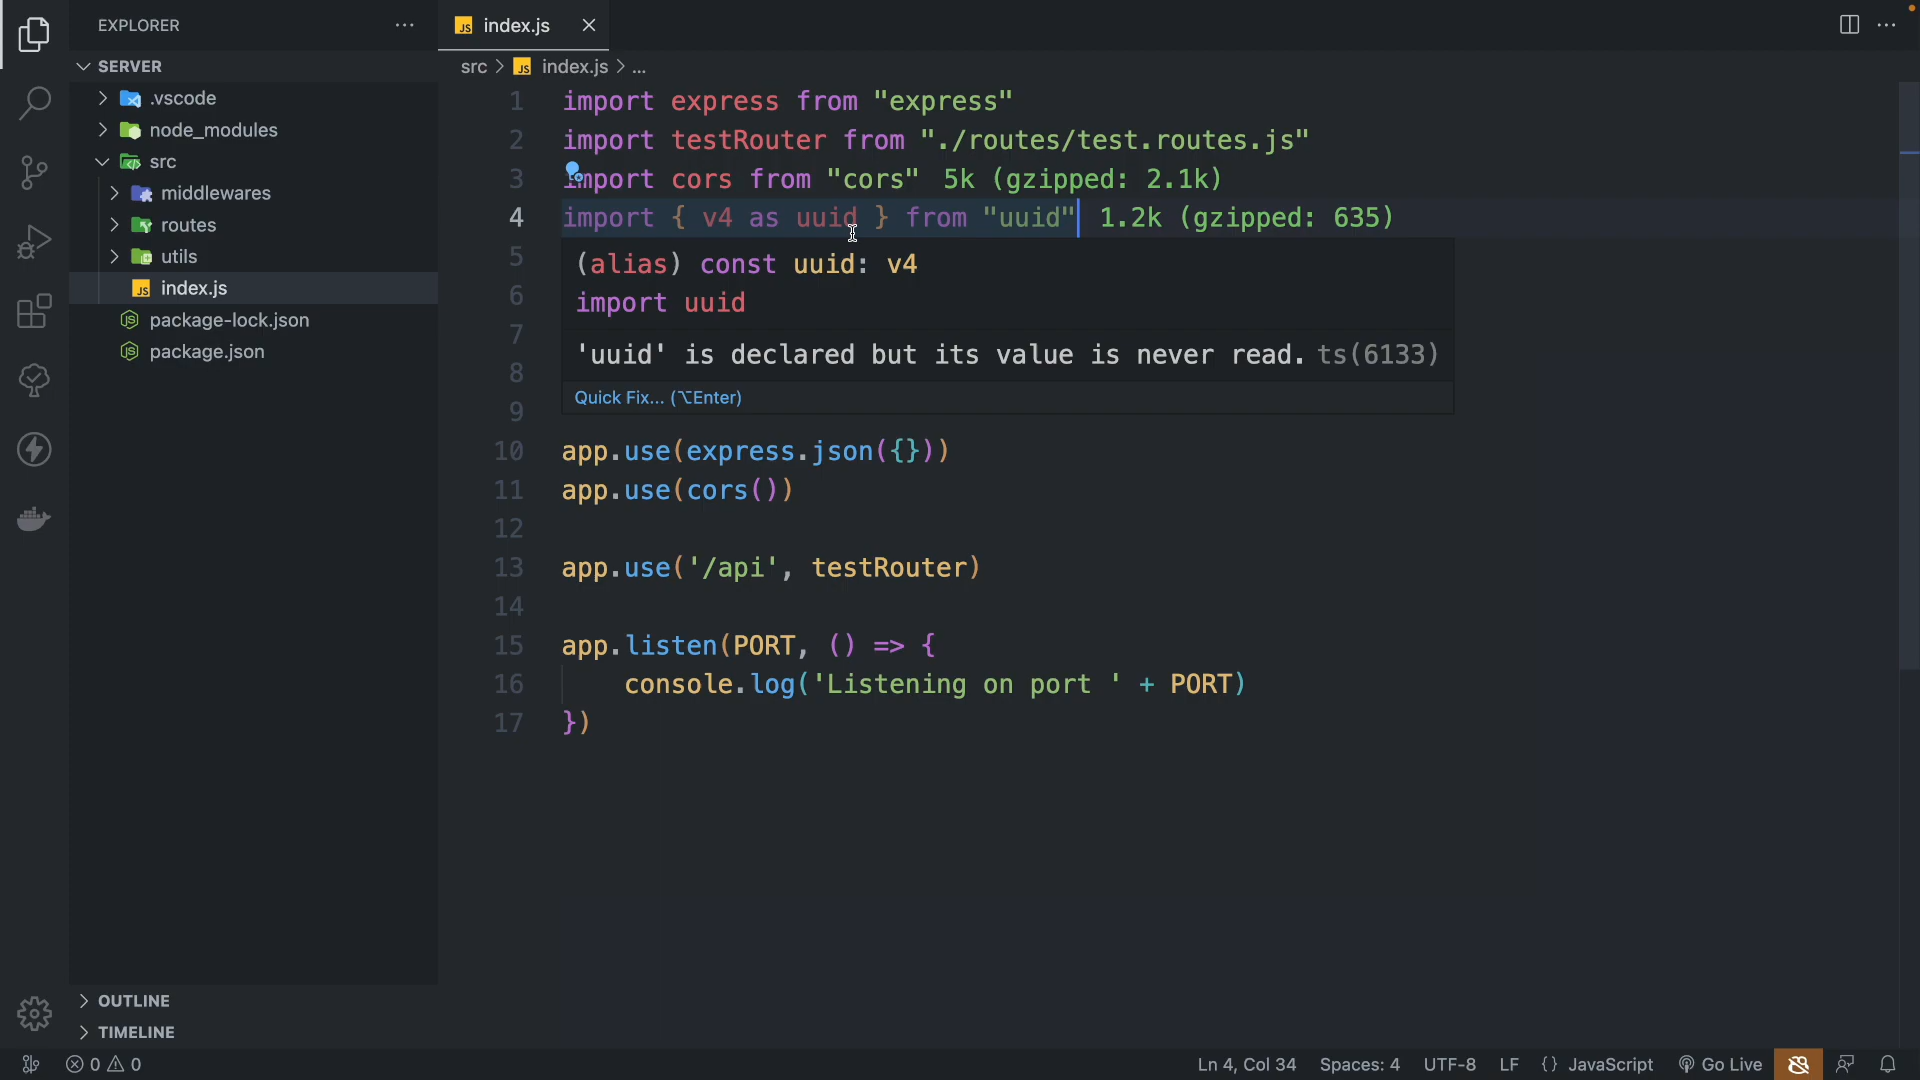 EXPLORER
SERVER
.vscode
node_modules
src
middlewares
routes
utils
index.js
package-lock.json
package.json
OUTLINE
TIMELINE
index.js
src > index.js > ...
1 import express from "express"
2 import testRouter from "./routes/test.routes.js"
3 import cors from "cors" 5k (gzipped: 2.1k)
4 import { v4 as uuid } from "uuid" 1.2k (gzipped: 635)
5 (alias) const uuid: v4
6 import uuid
7
8 'uuid' is declared but its value is never read. ts(6133)
Quick Fix... (⌥Enter)
9
10 app.use(express.json({}))
11 app.use(cors())
12
13 app.use('/api', testRouter)
14
15 app.listen(PORT, () => {
16 console.log('Listening on port ' + PORT)
17 })
0 0 Ln 4, Col 34 Spaces: 4 UTF-8 LF {} JavaScript Go Live